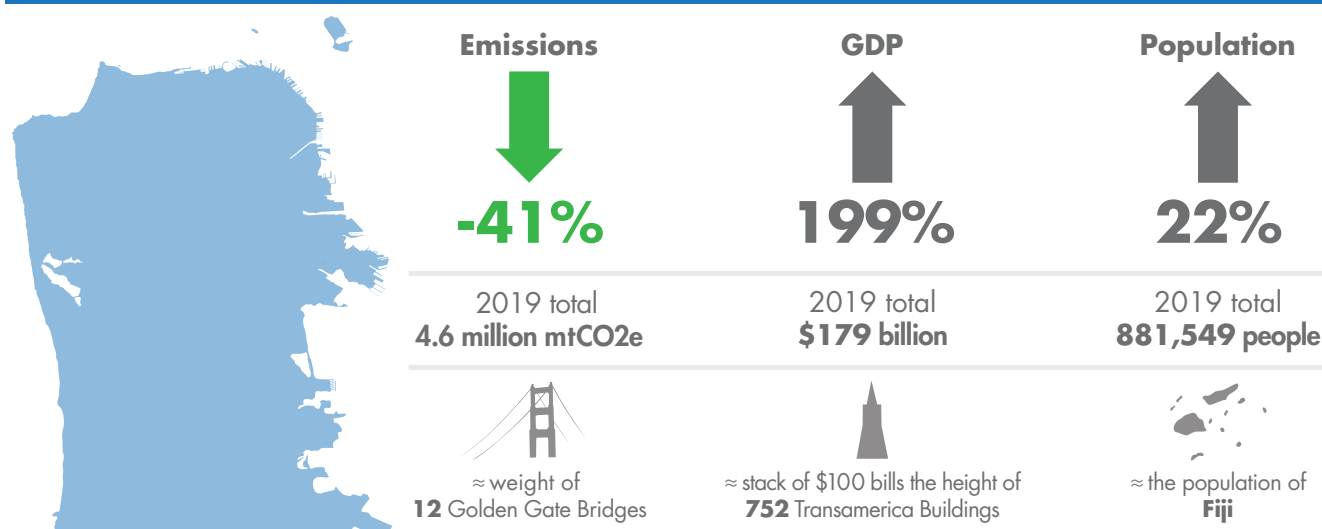 Emissions
-41%
2019 total
4.6 million mtCO2e
≈ weight of
12 Golden Gate Bridges
GDP
199%
2019 total
$179 billion
≈ stack of $100 bills the height of
752 Transamerica Buildings
Population
22%
2019 total
881,549 people
≈ the population of
Fiji